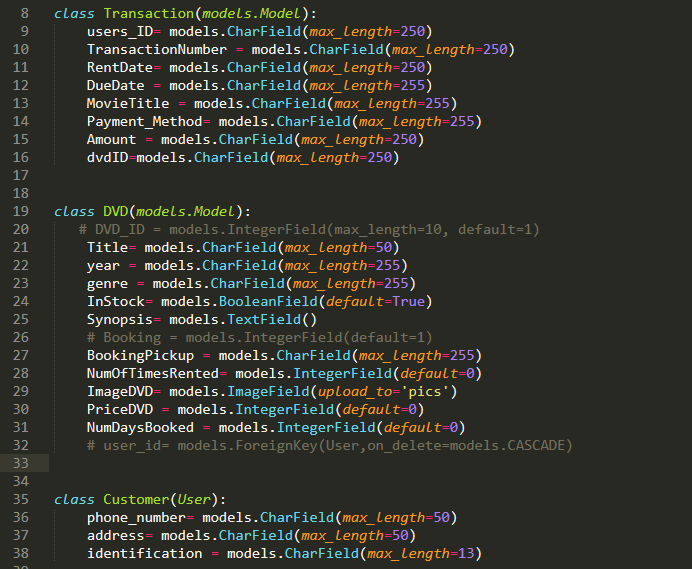 8 class Transaction(models.Model):
9 users_ID= models.CharField(max_length=250)
10 TransactionNumber = models.CharField(max_length=250)
11 RentDate= models.CharField(max_length=250)
12 DueDate = models.CharField(max_length=255)
13 MovieTitle = models.CharField(max_length=255)
14 Payment_Method= models.CharField(max_length=255)
15 Amount = models.CharField(max_length=250)
16 dvdID=models.CharField(max_length=250)
17
18
19 class DVD(models.Model):
20 # DVD_ID = models.IntegerField(max_length=10, default=1)
21 Title= models.CharField(max_length=50)
22 year = models.CharField(max_length=255)
23 genre = models.CharField(max_length=255)
24 InStock= models.BooleanField(default=True)
25 Synopsis= models.TextField()
26 # Booking = models.IntegerField(default=1)
27 BookingPickup = models.CharField(max_length=255)
28 NumOfTimesRented= models.IntegerField(default=0)
29 ImageDVD= models.ImageField(upload_to='pics')
30 PriceDVD = models.IntegerField(default=0)
31 NumDaysBooked = models.IntegerField(default=0)
32 # user_id= models.ForeignKey(User,on_delete=models.CASCADE)
33
34
35 class Customer(User):
36 phone_number= models.CharField(max_length=50)
37 address= models.CharField(max_length=50)
38 identification = models.CharField(max_length=13)